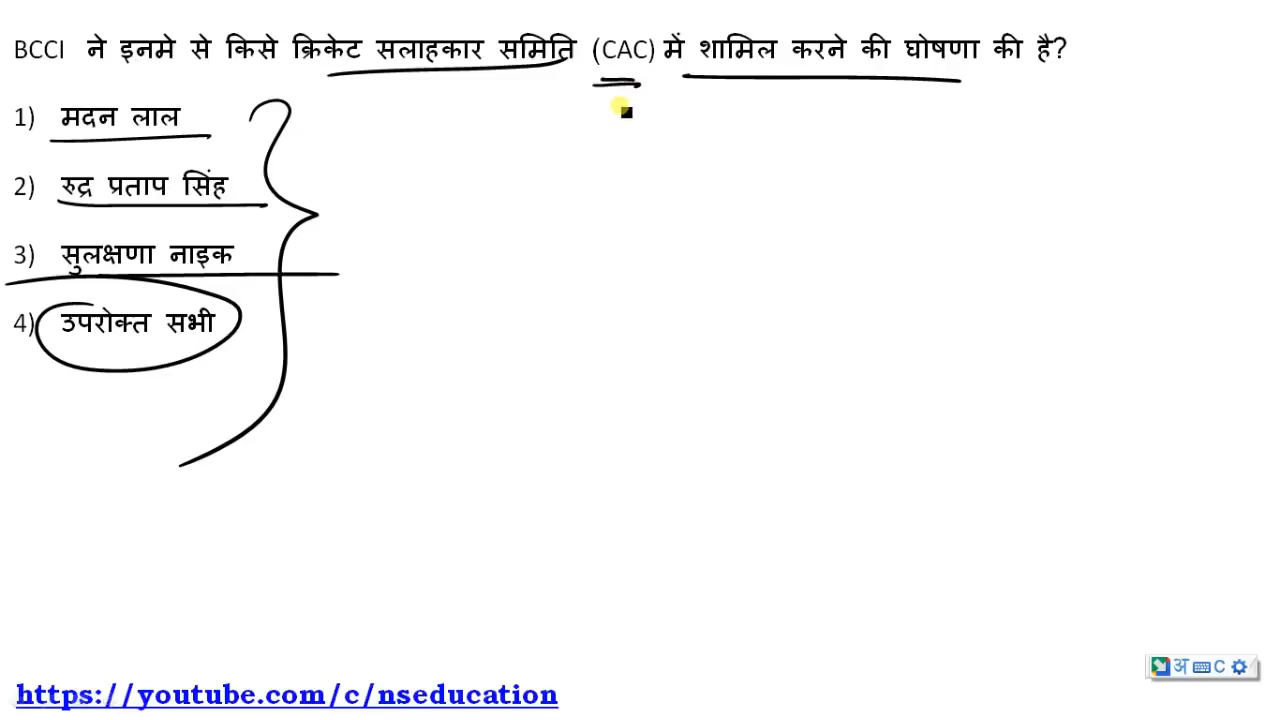 BCCI ने इनमे से किसे क्रिकेट सलाहकार समिति (CAC) में शामिल करने की घोषणा की है?
1) मदन लाल
2) रुद्र प्रताप सिंह
3) सुलक्षणा नाइक
4) उपरोक्त सभी
अ C
https://youtube.com/c/nseducation